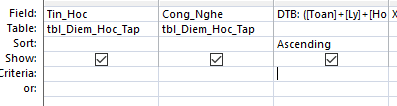 Field: Tin_Hoc Cong_Nghe DTB: ([Toan]+[Ly]+[Ho
Table: tbl_Diem_Hoc_Tap tbl_Diem_Hoc_Tap
Sort: Ascending
Show:
Criteria:
or: